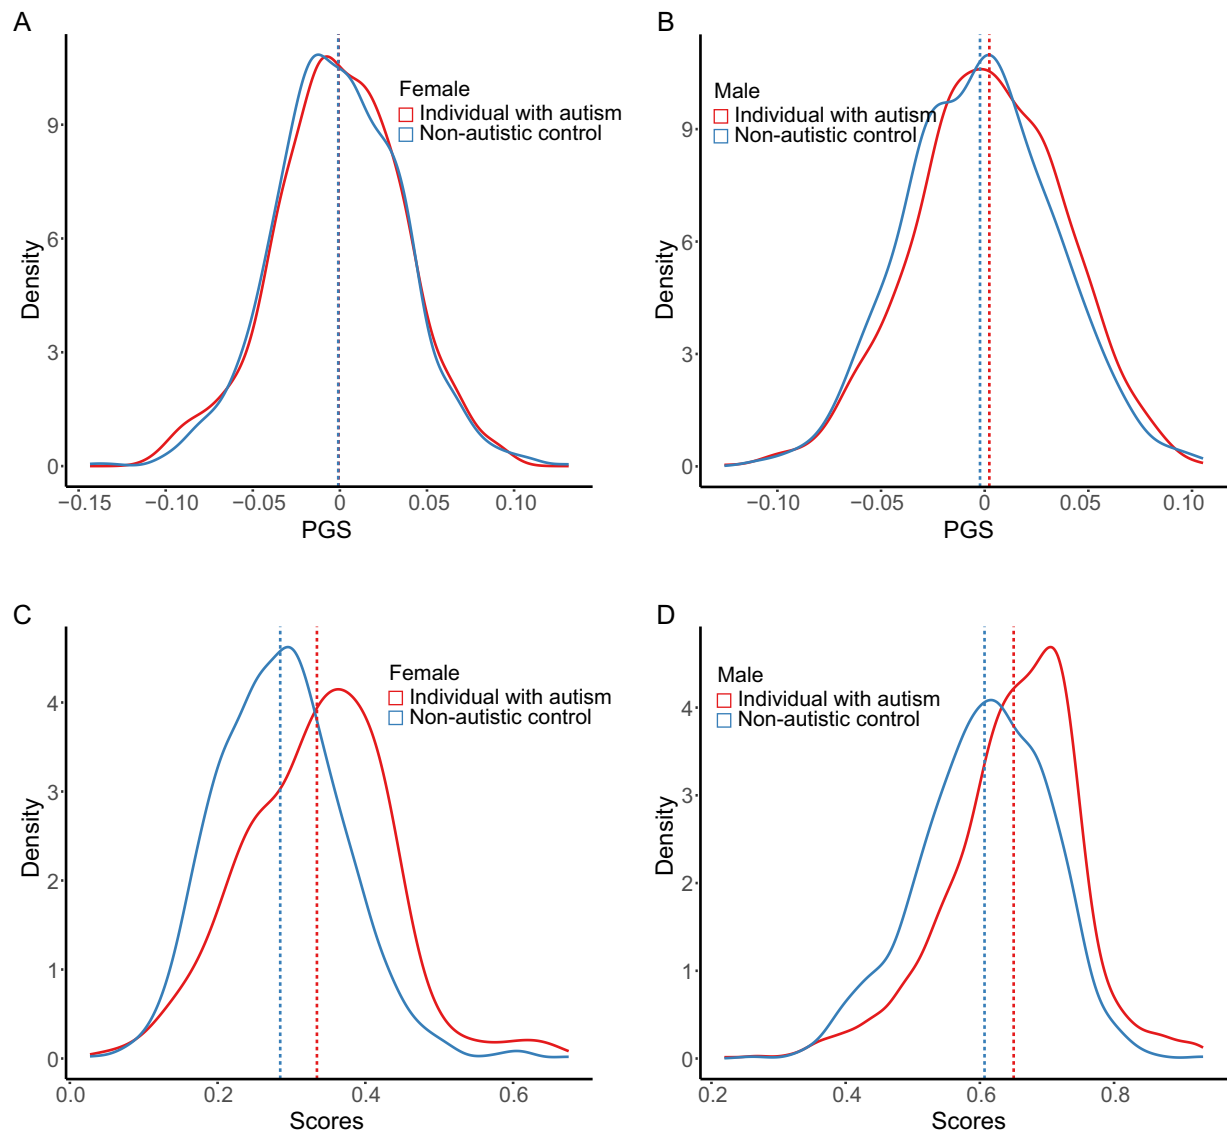 A
Female
Individual with autism
Non-autistic control
Density
9
6
3
0
−0.15
−0.10
−0.05
0
0.05
0.10
PGS
B
Male
Individual with autism
Non-autistic control
Density
9
6
3
0
−0.10
−0.05
0
0.05
0.10
PGS
C
Female
Individual with autism
Non-autistic control
Density
4
3
2
1
0
0.0
0.2
0.4
0.6
Scores
D
Male
Individual with autism
Non-autistic control
Density
4
3
2
1
0
0.2
0.4
0.6
0.8
Scores